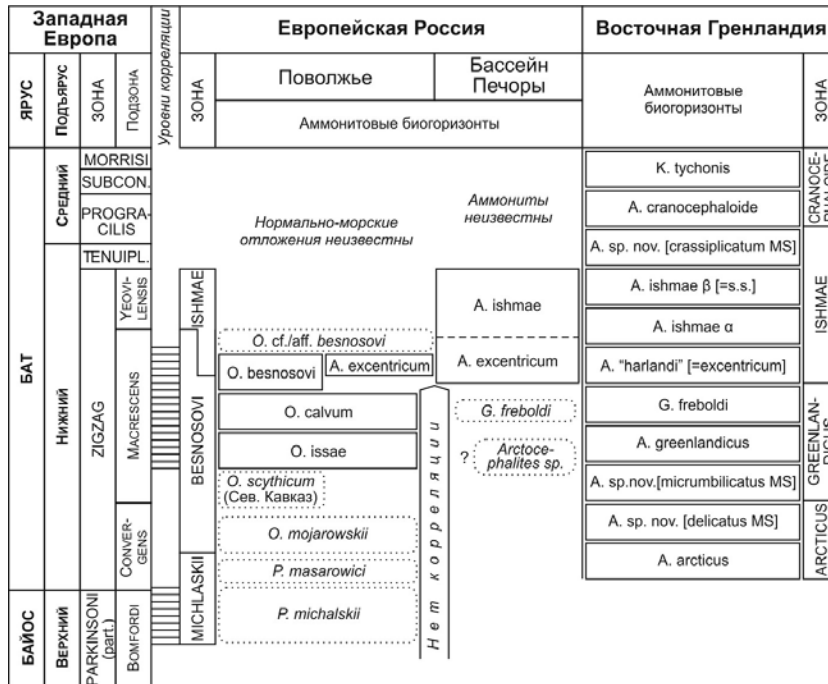 Западная Европа
Уровни корреляции
Европейская Россия
Восточная Гренландия
ЯРУС
ПОДЪЯРУС
ЗОНА
ПОДЗОНА
ЗОНА
Поволжье
Бассейн
Печоры
Аммонитовые биогоризонты
Аммонитовые
биогоризонты
ЗОНА
БАТ
БАЙОС
СРЕДНИЙ
НИЖНИЙ
ВЕРХНИЙ
MORRISI
SUBCON.
PROGRA-
CILIS
TENUIPL.
ZIGZAG
PARKINSONI
(part.)
YEOVI-
LENSIS
MACRESCENS
CONVER-
GENS
BOMFORDI
ISHMAE
BESNOSOVI
MICHLASKII
Нормально-морские
отложения неизвестны
O. cf./aff. besnosovi
O. besnosovi
A. excentricum
O. calvum
O. issae
O. scythicum
(Сев. Кавказ)
O. mojarowskii
P. masarowici
P. michalskii
Нет корреляции
Аммониты
неизвестны
A. ishmae
A. excentricum
G. freboldi
? Arctoce-
phalites sp.
K. tychonis
A. cranocephaloide
A. sp. nov. [crassiplicatum MS]
A. ishmae β [=s.s.]
A. ishmae α
A. “harlandi” [=excentricum]
G. freboldi
A. greenlandicus
A. sp.nov.[micrumbilicatus MS]
A. sp. nov. [delicatus MS]
A. arcticus
CRANOCE-
PHALOIDE
ISHMAE
GREENLAN-
DICUS
ARCTICUS